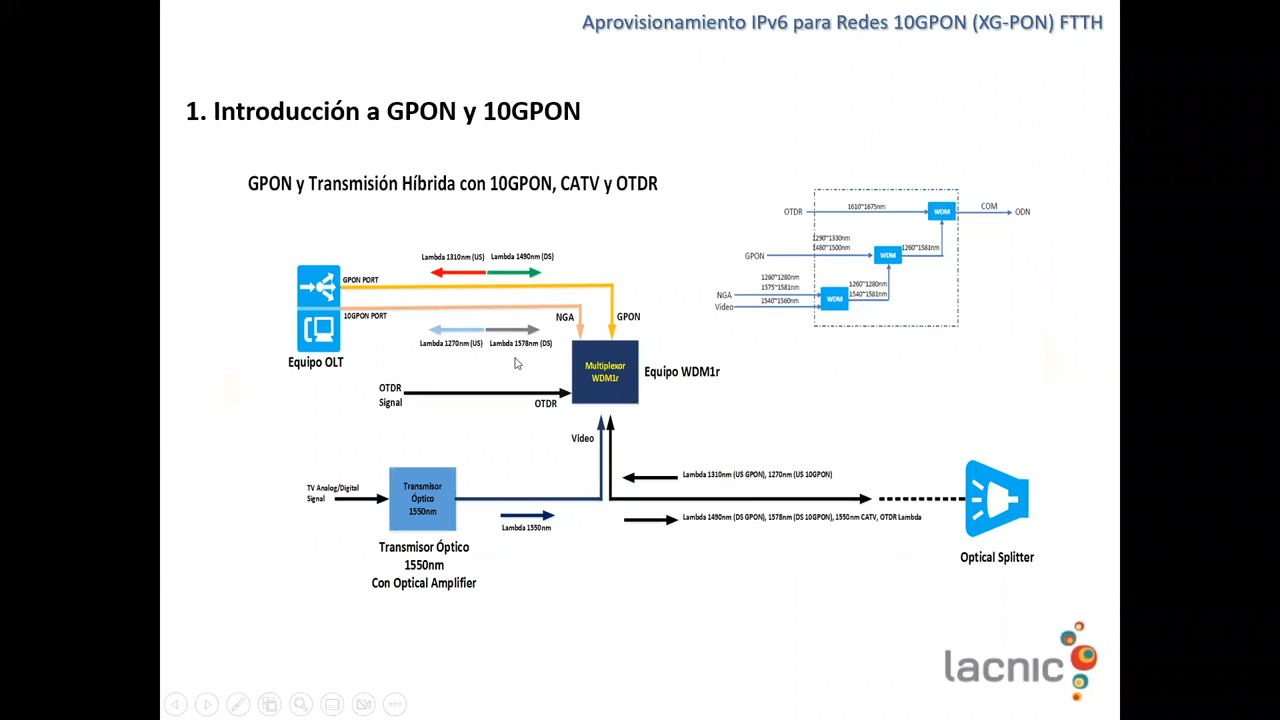 Aprovisionamiento IPv6 para Redes 10GPON (XG-PON) FTTH
1. Introducción a GPON y 10GPON
GPON y Transmisión Híbrida con 10GPON, CATV y OTDR
Lambda 1310nm (US)
Lambda 1490nm (DS)
GPON PORT
10GPON PORT
NGA
GPON
Lambda 1270nm (US)
Lambda 1578nm (DS)
Equipo OLT
Multiplexor
WDM1r
Equipo WDM1r
OTDR
Signal
OTDR
Video
TV Analog/Digital
Signal
Transmisor
Óptico
1550nm
Lambda 1550nm
Transmisor Óptico
1550nm
Con Optical Amplifier
Lambda 1310nm (US GPON), 1270nm (US 10GPON)
Lambda 1490nm (DS GPON), 1578nm (DS 10GPON), 1550nm CATV, OTDR Lambda
Optical Splitter
OTDR
1610~1675nm
WDM
COM
ODN
1290~1330nm
1480~1500nm
GPON
WDM
1260~1581nm
1260~1280nm
1575~1581nm
NGA
1540~1560nm
Video
WDM
1260~1280nm
1540~1581nm
lacnic